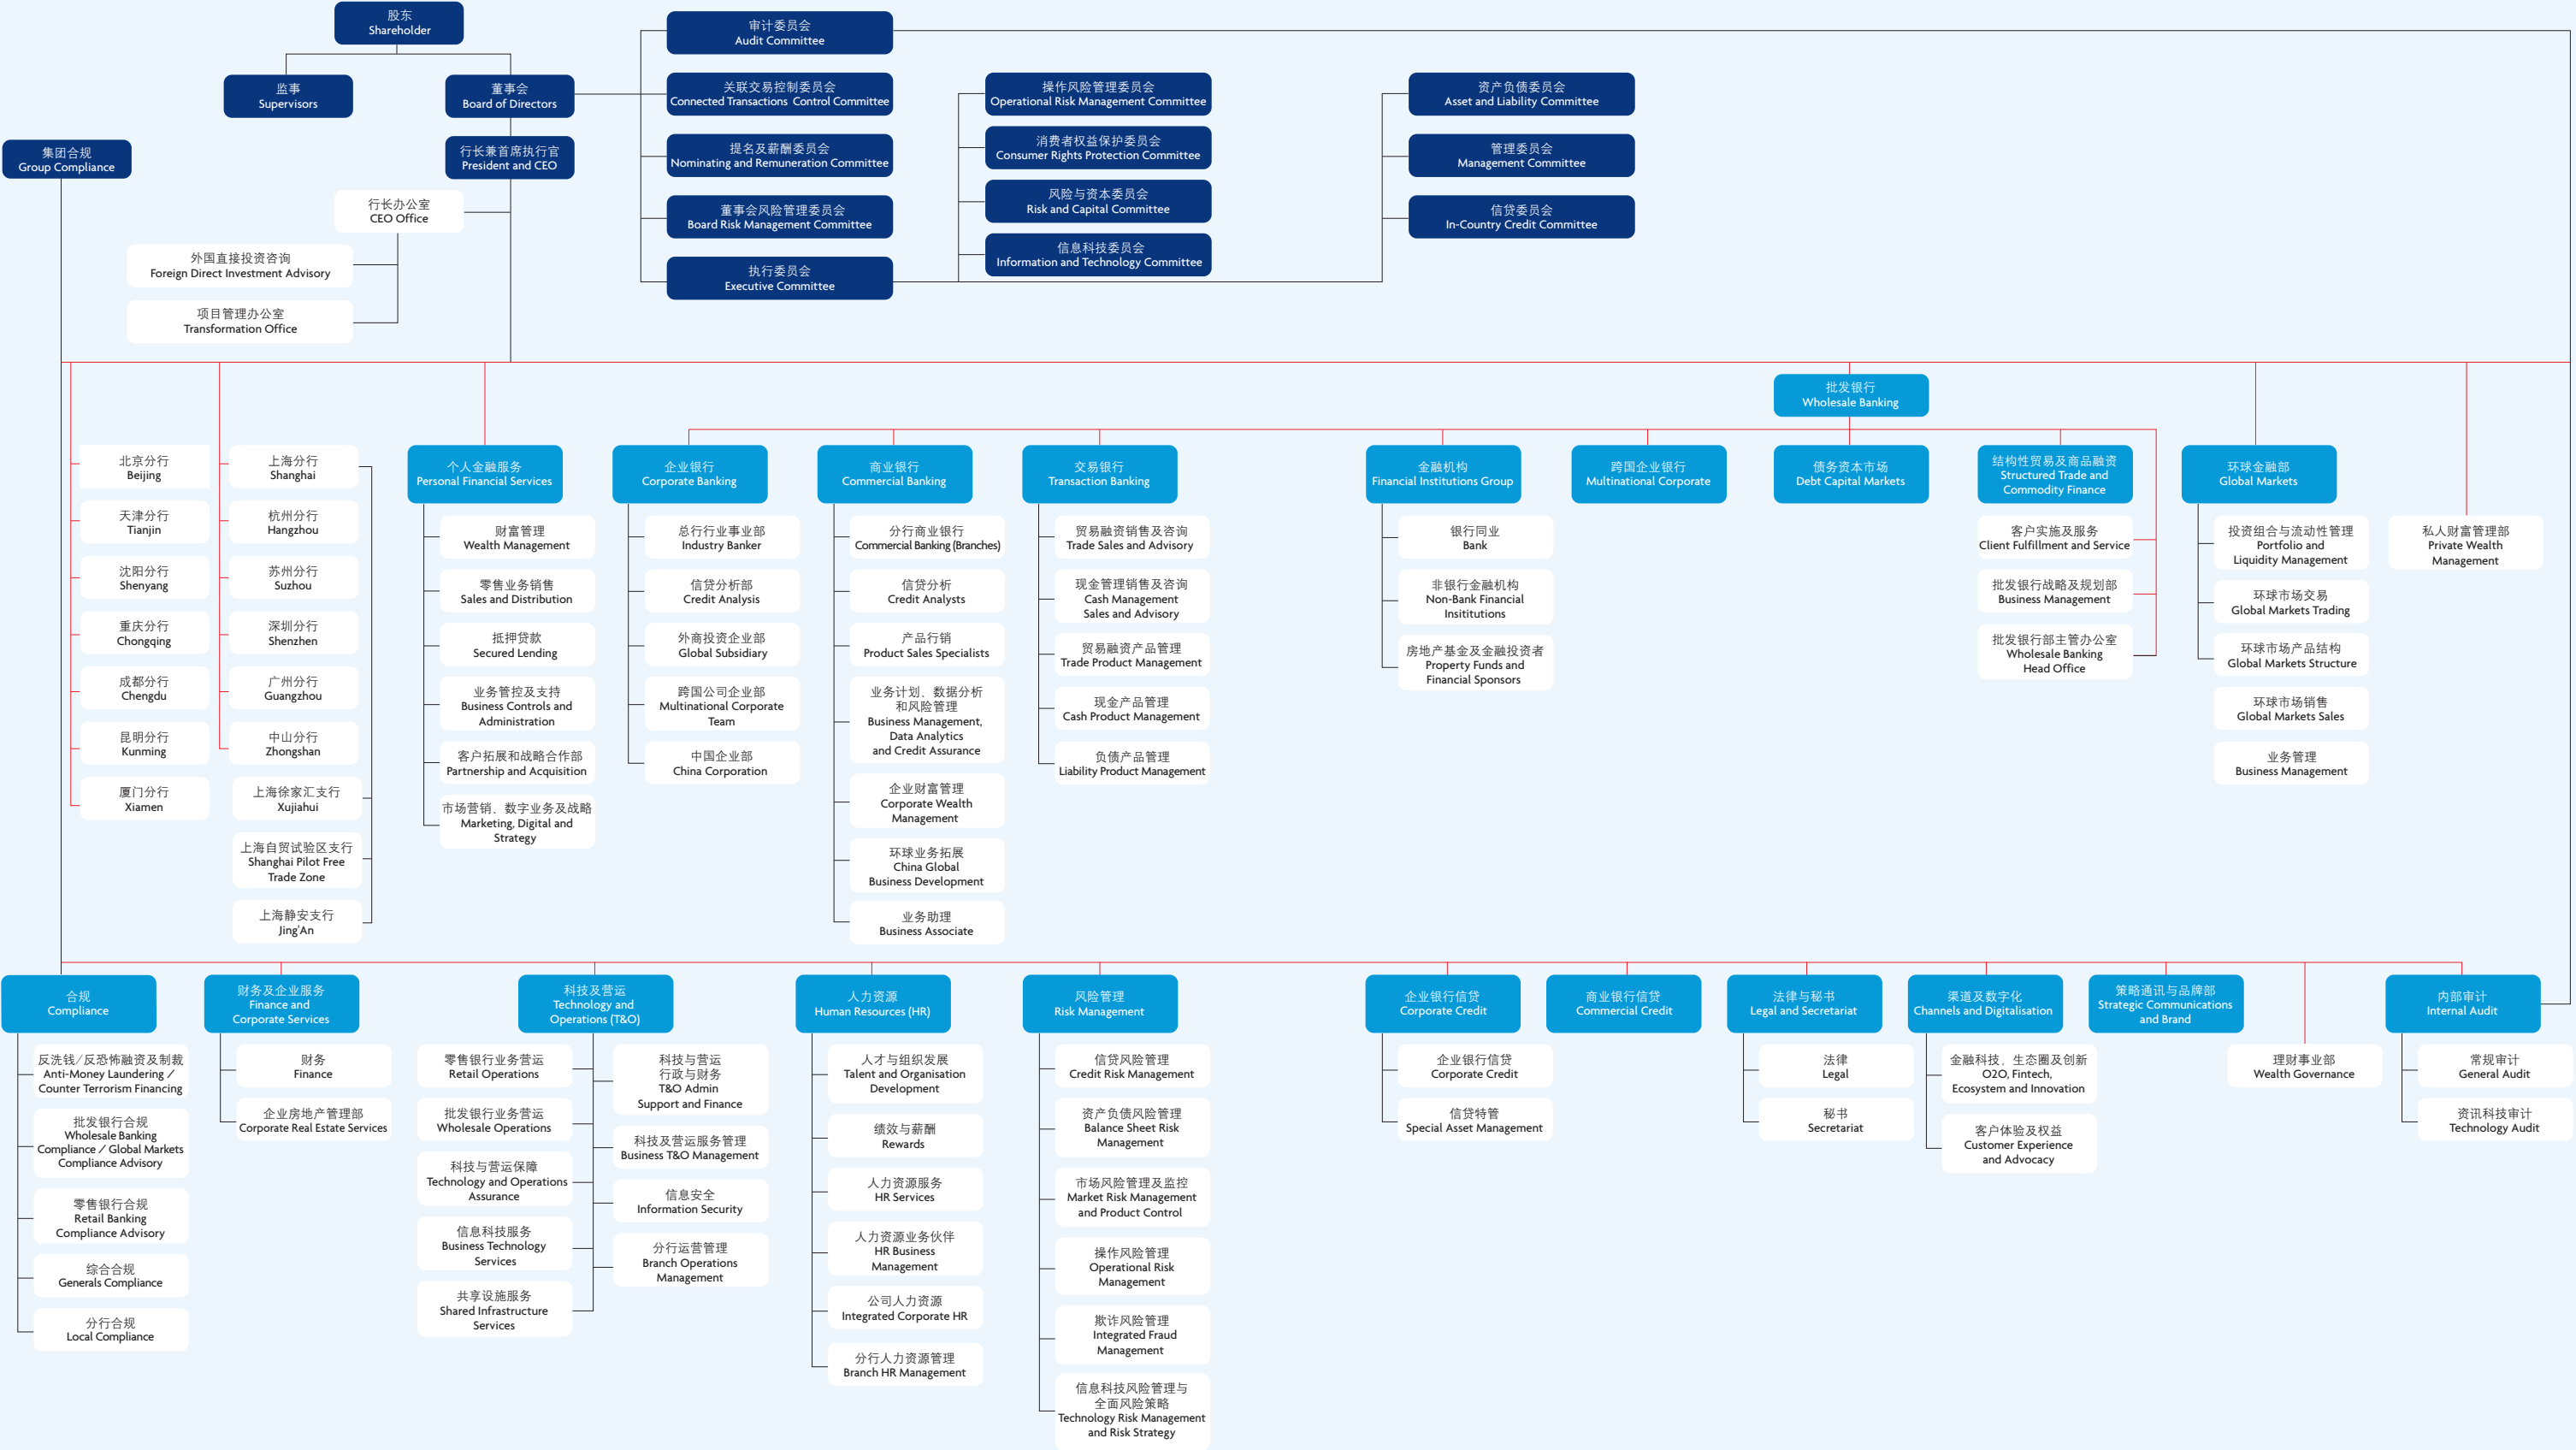 股东
Shareholder
监事
Supervisors
董事会
Board of Directors
集团合规
Group Compliance
行长兼首席执行官
President and CEO
行长办公室
CEO Office
外国直接投资咨询
Foreign Direct Investment Advisory
项目管理办公室
Transformation Office
审计委员会
Audit Committee
关联交易控制委员会
Connected Transactions Control Committee
提名及薪酬委员会
Nominating and Remuneration Committee
董事会风险管理委员会
Board Risk Management Committee
执行委员会
Executive Committee
操作风险管理委员会
Operational Risk Management Committee
消费者权益保护委员会
Consumer Rights Protection Committee
风险与资本委员会
Risk and Capital Committee
信息科技委员会
Information and Technology Committee
资产负债委员会
Asset and Liability Committee
管理委员会
Management Committee
信贷委员会
In-Country Credit Committee
批发银行
Wholesale Banking
北京分行
Beijing
天津分行
Tianjin
沈阳分行
Shenyang
重庆分行
Chongqing
成都分行
Chengdu
昆明分行
Kunming
厦门分行
Xiamen
上海分行
Shanghai
杭州分行
Hangzhou
苏州分行
Suzhou
深圳分行
Shenzhen
广州分行
Guangzhou
中山分行
Zhongshan
上海徐家汇支行
Xujiahui
上海自贸试验区支行
Shanghai Pilot Free
Trade Zone
上海静安支行
Jing'An
个人金融服务
Personal Financial Services
财富管理
Wealth Management
零售业务销售
Sales and Distribution
抵押贷款
Secured Lending
业务管控及支持
Business Controls and
Administration
客户拓展和战略合作部
Partnership and Acquisition
市场营销、数字业务及战略
Marketing, Digital and
Strategy
企业银行
Corporate Banking
总行行业事业部
Industry Banker
信贷分析部
Credit Analysis
外商投资企业部
Global Subsidiary
跨国公司企业部
Multinational Corporate
Team
中国企业部
China Corporation
商业银行
Commercial Banking
分行商业银行
Commercial Banking (Branches)
信贷分析
Credit Analysts
产品行销
Product Sales Specialists
业务计划、数据分析
和风险管理
Business Management,
Data Analytics
and Credit Assurance
企业财富管理
Corporate Wealth
Management
环球业务拓展
China Global
Business Development
业务助理
Business Associate
交易银行
Transaction Banking
贸易融资销售及咨询
Trade Sales and Advisory
现金管理销售及咨询
Cash Management
Sales and Advisory
贸易融资产品管理
Trade Product Management
现金产品管理
Cash Product Management
负债产品管理
Liability Product Management
金融机构
Financial Institutions Group
银行同业
Bank
非银行金融机构
Non-Bank Financial
Insititutions
房地产基金及金融投资者
Property Funds and
Financial Sponsors
跨国企业银行
Multinational Corporate
债务资本市场
Debt Capital Markets
结构性贸易及商品融资
Structured Trade and
Commodity Finance
客户实施及服务
Client Fulfillment and Service
批发银行战略及规划部
Business Management
批发银行部主管办公室
Wholesale Banking
Head Office
环球金融部
Global Markets
投资组合与流动性管理
Portfolio and
Liquidity Management
环球市场交易
Global Markets Trading
环球市场产品结构
Global Markets Structure
环球市场销售
Global Markets Sales
业务管理
Business Management
私人财富管理部
Private Wealth
Management
合规
Compliance
反洗钱/反恐怖融资及制裁
Anti-Money Laundering /
Counter Terrorism Financing
批发银行合规
Wholesale Banking
Compliance / Global Markets
Compliance Advisory
零售银行合规
Retail Banking
Compliance Advisory
综合合规
Generals Compliance
分行合规
Local Compliance
财务及企业服务
Finance and
Corporate Services
财务
Finance
企业房地产管理部
Corporate Real Estate Services
科技及营运
Technology and
Operations (T&O)
零售银行业务营运
Retail Operations
批发银行业务营运
Wholesale Operations
科技与营运保障
Technology and Operations
Assurance
信息科技服务
Business Technology
Services
共享设施服务
Shared Infrastructure
Services
科技与营运
行政与财务
T&O Admin
Support and Finance
科技及营运服务管理
Business T&O Management
信息安全
Information Security
分行运营管理
Branch Operations
Management
人力资源
Human Resources (HR)
人才与组织发展
Talent and Organisation
Development
绩效与薪酬
Rewards
人力资源服务
HR Services
人力资源业务伙伴
HR Business
Management
公司人力资源
Integrated Corporate HR
分行人力资源管理
Branch HR Management
风险管理
Risk Management
信贷风险管理
Credit Risk Management
资产负债风险管理
Balance Sheet Risk
Management
市场风险管理及监控
Market Risk Management
and Product Control
操作风险管理
Operational Risk
Management
欺诈风险管理
Integrated Fraud
Management
信息科技风险管理与
全面风险策略
Technology Risk Management
and Risk Strategy
企业银行信贷
Corporate Credit
企业银行信贷
Corporate Credit
信贷特管
Special Asset Management
商业银行信贷
Commercial Credit
法律与秘书
Legal and Secretariat
法律
Legal
秘书
Secretariat
渠道及数字化
Channels and Digitalisation
金融科技，生态圈及创新
O2O, Fintech,
Ecosystem and Innovation
客户体验及权益
Customer Experience
and Advocacy
策略通讯与品牌部
Strategic Communications
and Brand
理财事业部
Wealth Governance
内部审计
Internal Audit
常规审计
General Audit
资讯科技审计
Technology Audit